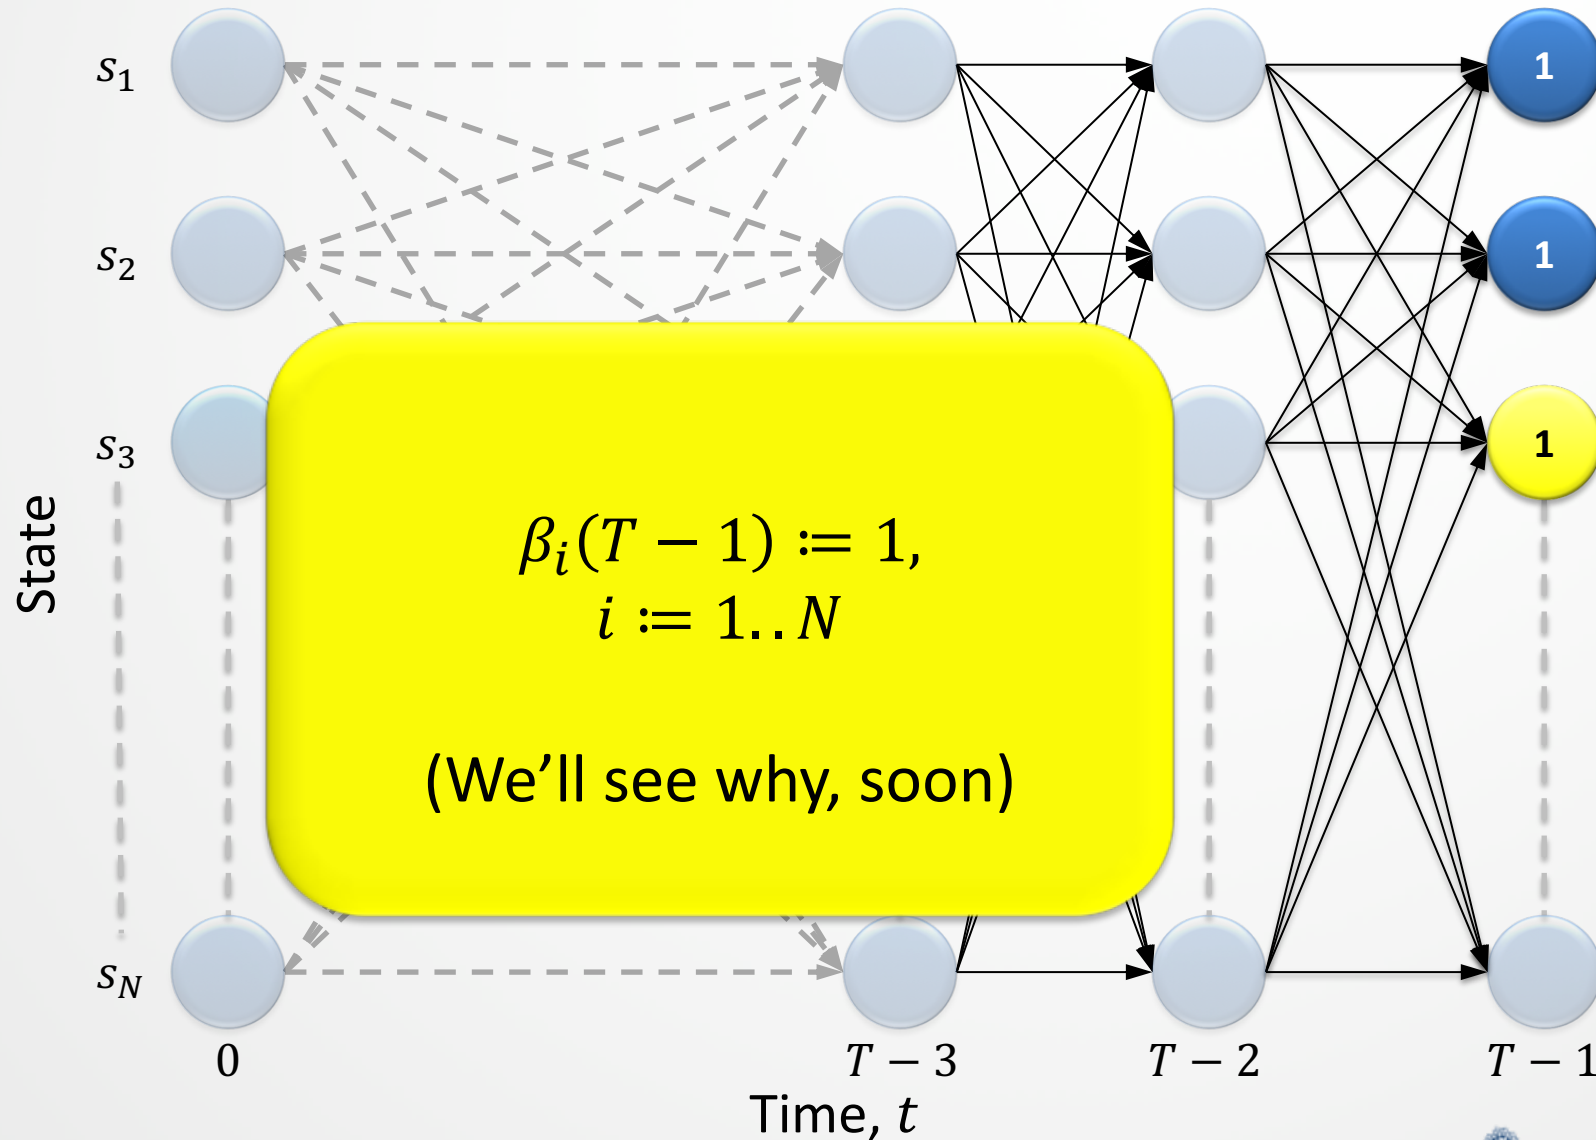 s₁
1
s₂
1
s₃
1
State
βᵢ(T − 1) ≔ 1,
i ≔ 1..N
(We’ll see why, soon)
s_N
0
T − 3
T − 2
T − 1
Time, t